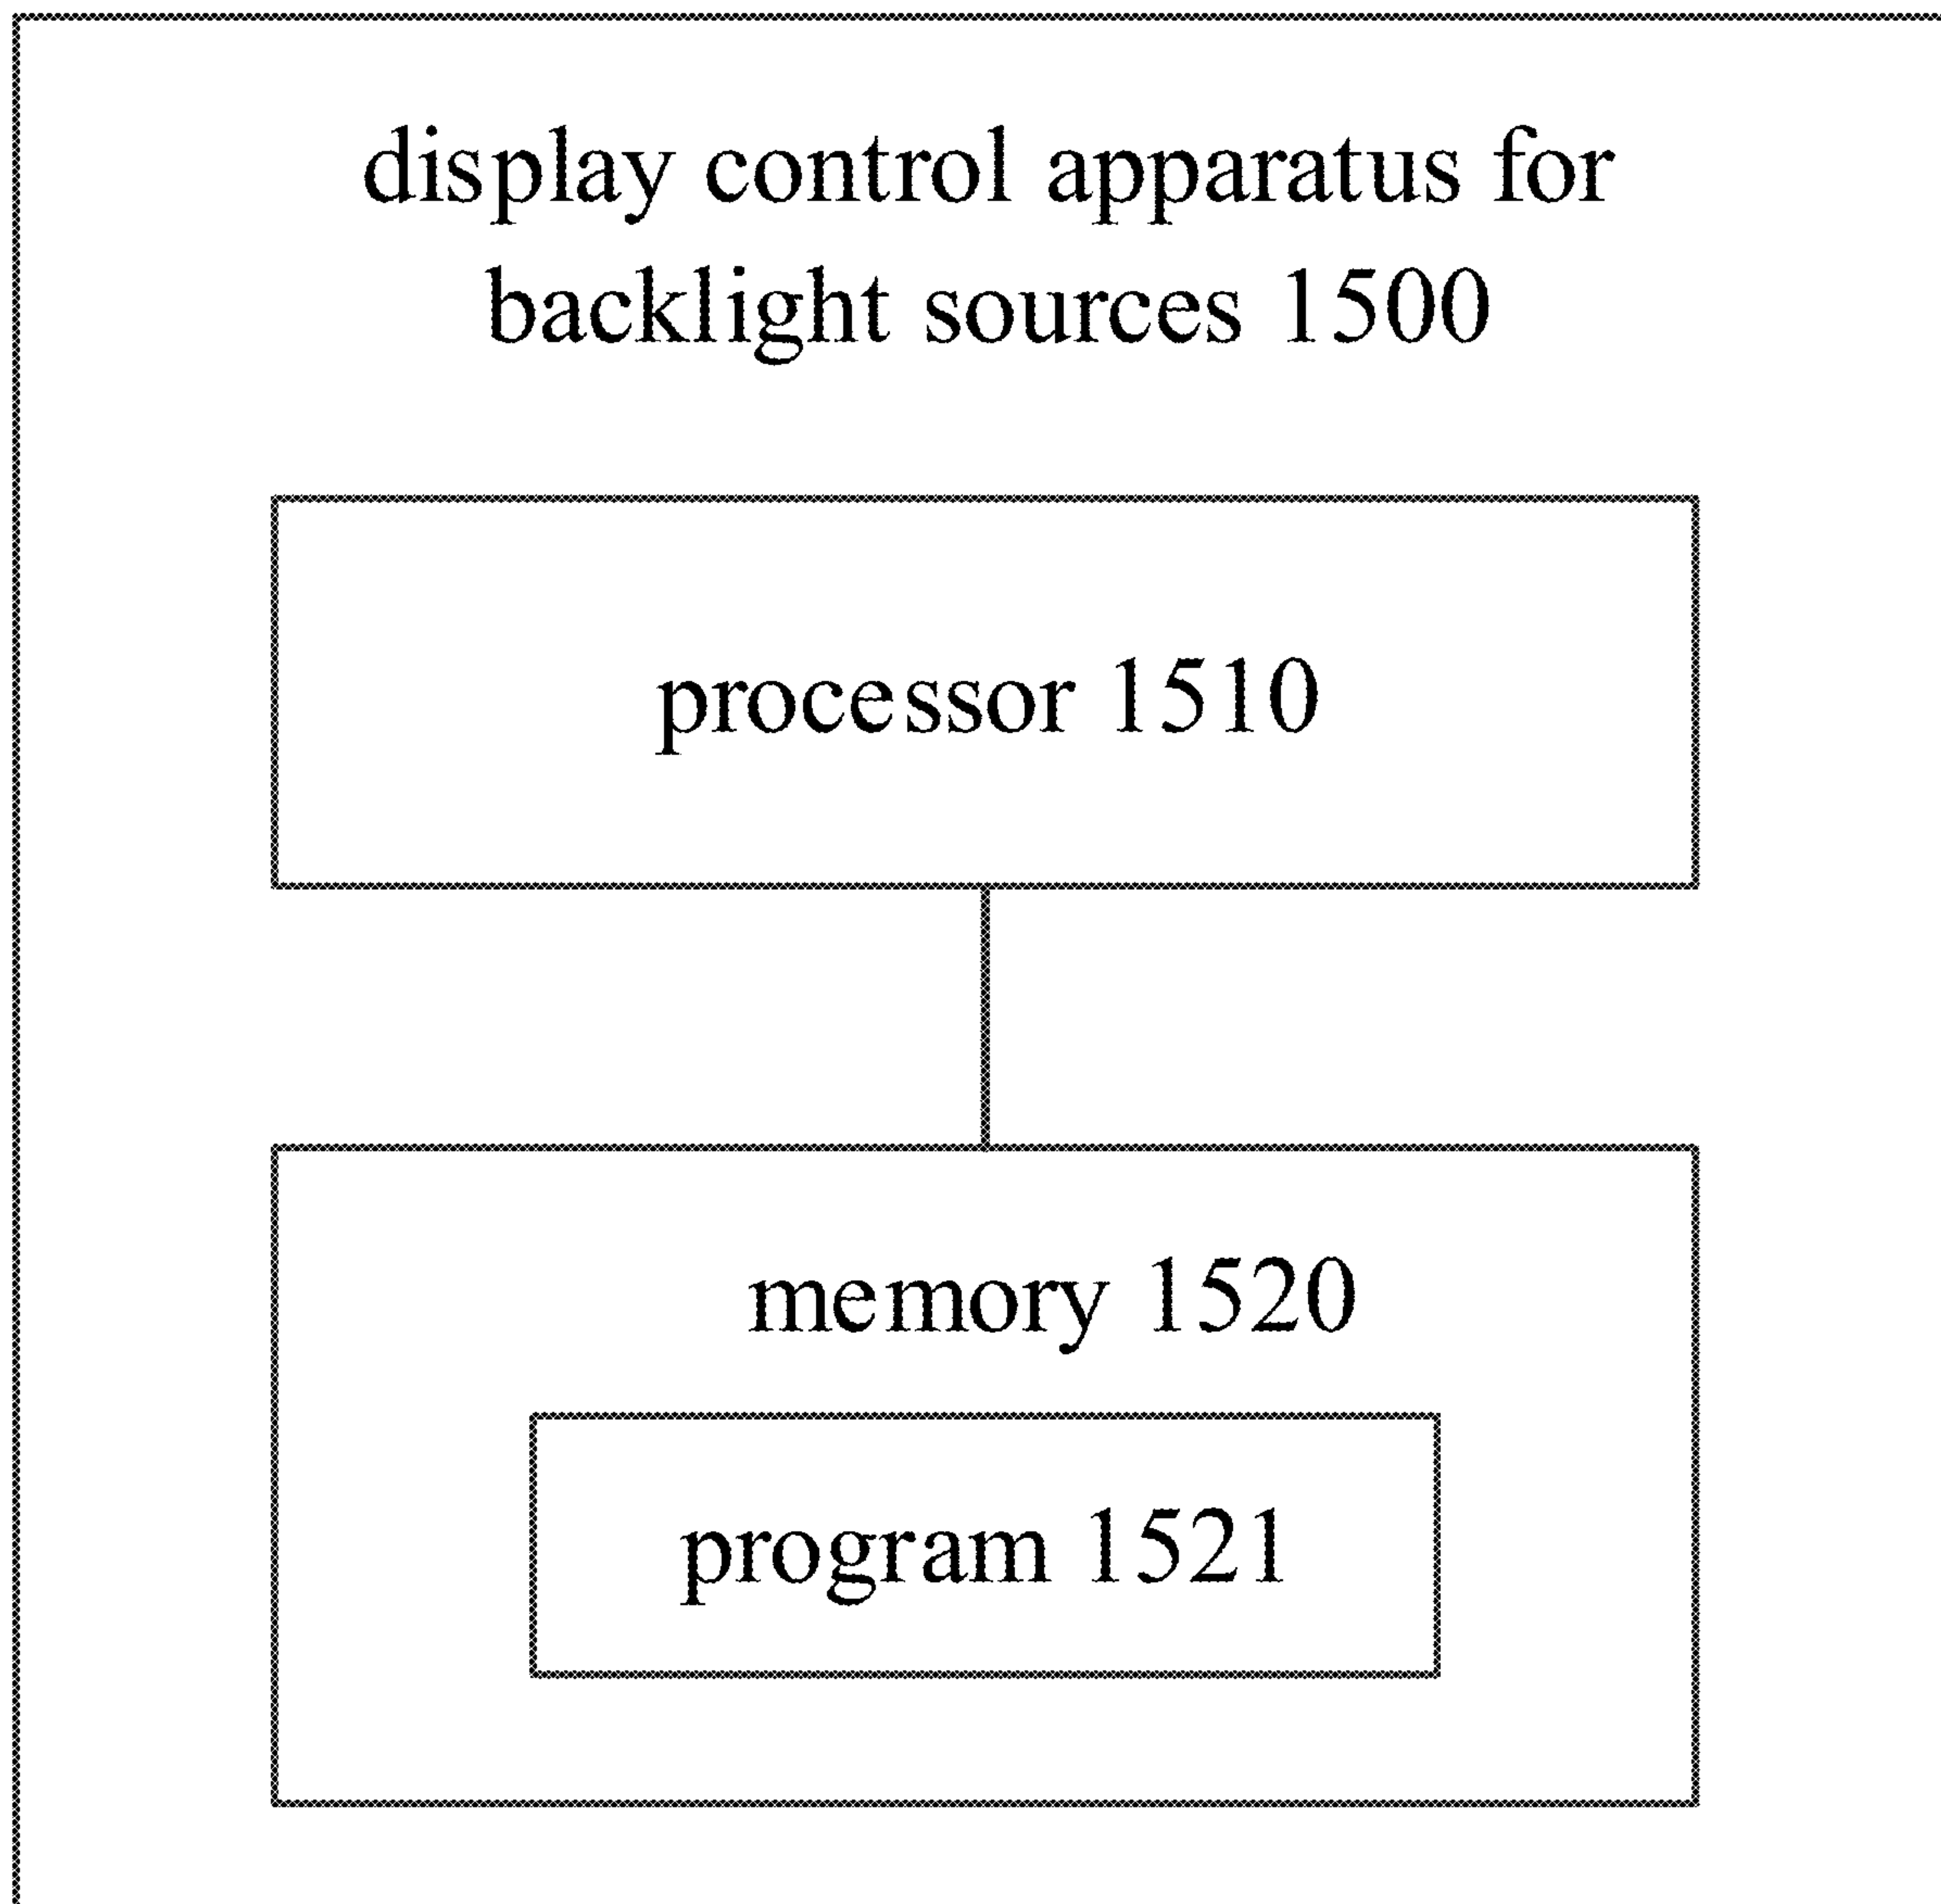 display control apparatus for
backlight sources 1500
processor 1510
memory 1520
program 1521